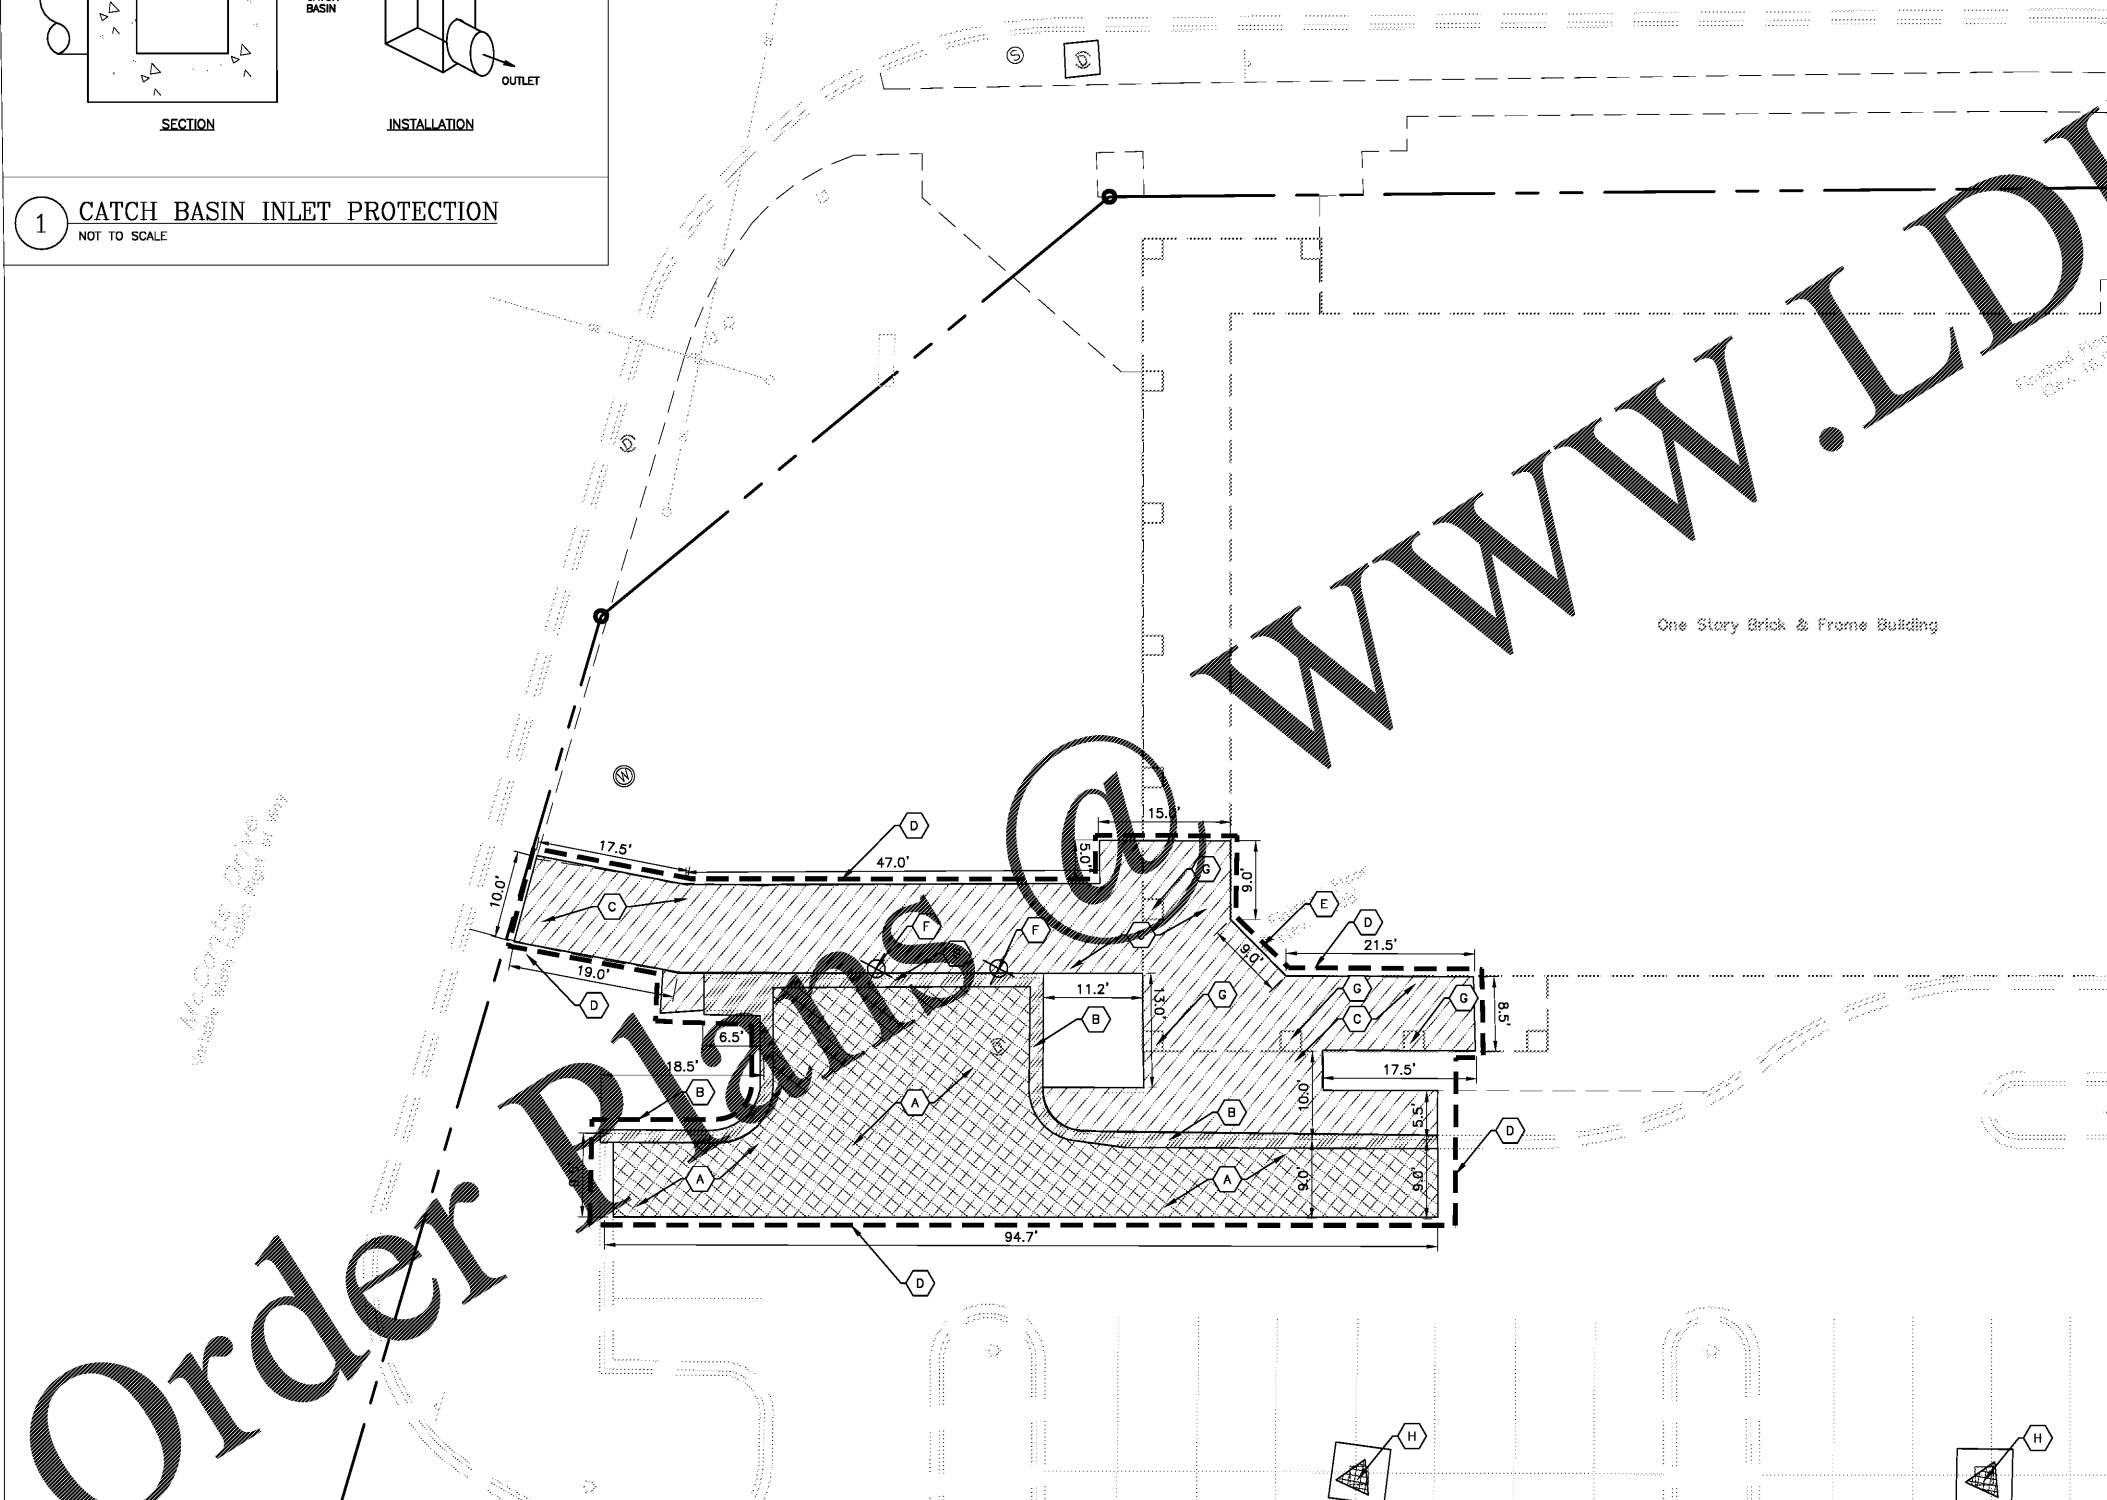 BASIN
OUTLET
SECTION
INSTALLATION
1
CATCH BASIN INLET PROTECTION
NOT TO SCALE
S
D
D
One Story Brick & Frame Building
W
Order Plans @ www.LD
D
15.0'
17.5'
47.0'
5.0'
G
9.0'
10.0'
C
E
F
F
D
21.5'
9.0'
19.0'
D
11.2'
13.0'
G
G
G
8.5'
B
C
6.5'
18.5'
17.5'
B
A
10.0'
5.5'
B
D
A
A
9.0'
9.0'
94.7'
D
H
H